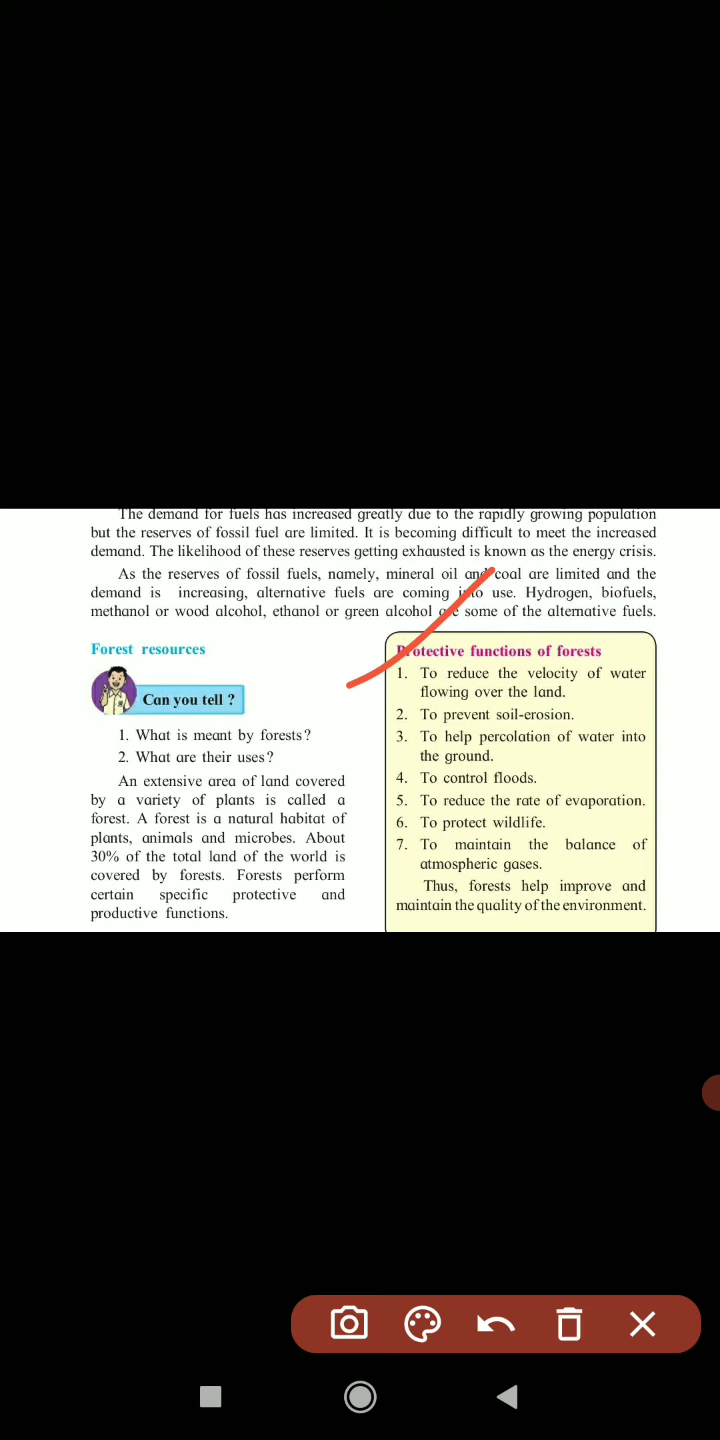 The demand for fuels has increased greatly due to the rapidly growing population
but the reserves of fossil fuel are limited. It is becoming difficult to meet the increased
demand. The likelihood of these reserves getting exhausted is known as the energy crisis.
As the reserves of fossil fuels, namely, mineral oil and coal are limited and the
demand is increasing, alternative fuels are coming into use. Hydrogen, biofuels,
methanol or wood alcohol, ethanol or green alcohol are some of the alternative fuels.
Forest resources
Can you tell ?
1. What is meant by forests?
2. What are their uses?
An extensive area of land covered
by a variety of plants is called a
forest. A forest is a natural habitat of
plants, animals and microbes. About
30% of the total land of the world is
covered by forests. Forests perform
certain specific protective and
productive functions.
Protective functions of forests
1. To reduce the velocity of water
flowing over the land.
2. To prevent soil-erosion.
3. To help percolation of water into
the ground.
4. To control floods.
5. To reduce the rate of evaporation.
6. To protect wildlife.
7. To maintain the balance of
atmospheric gases.
Thus, forests help improve and
maintain the quality of the environment.